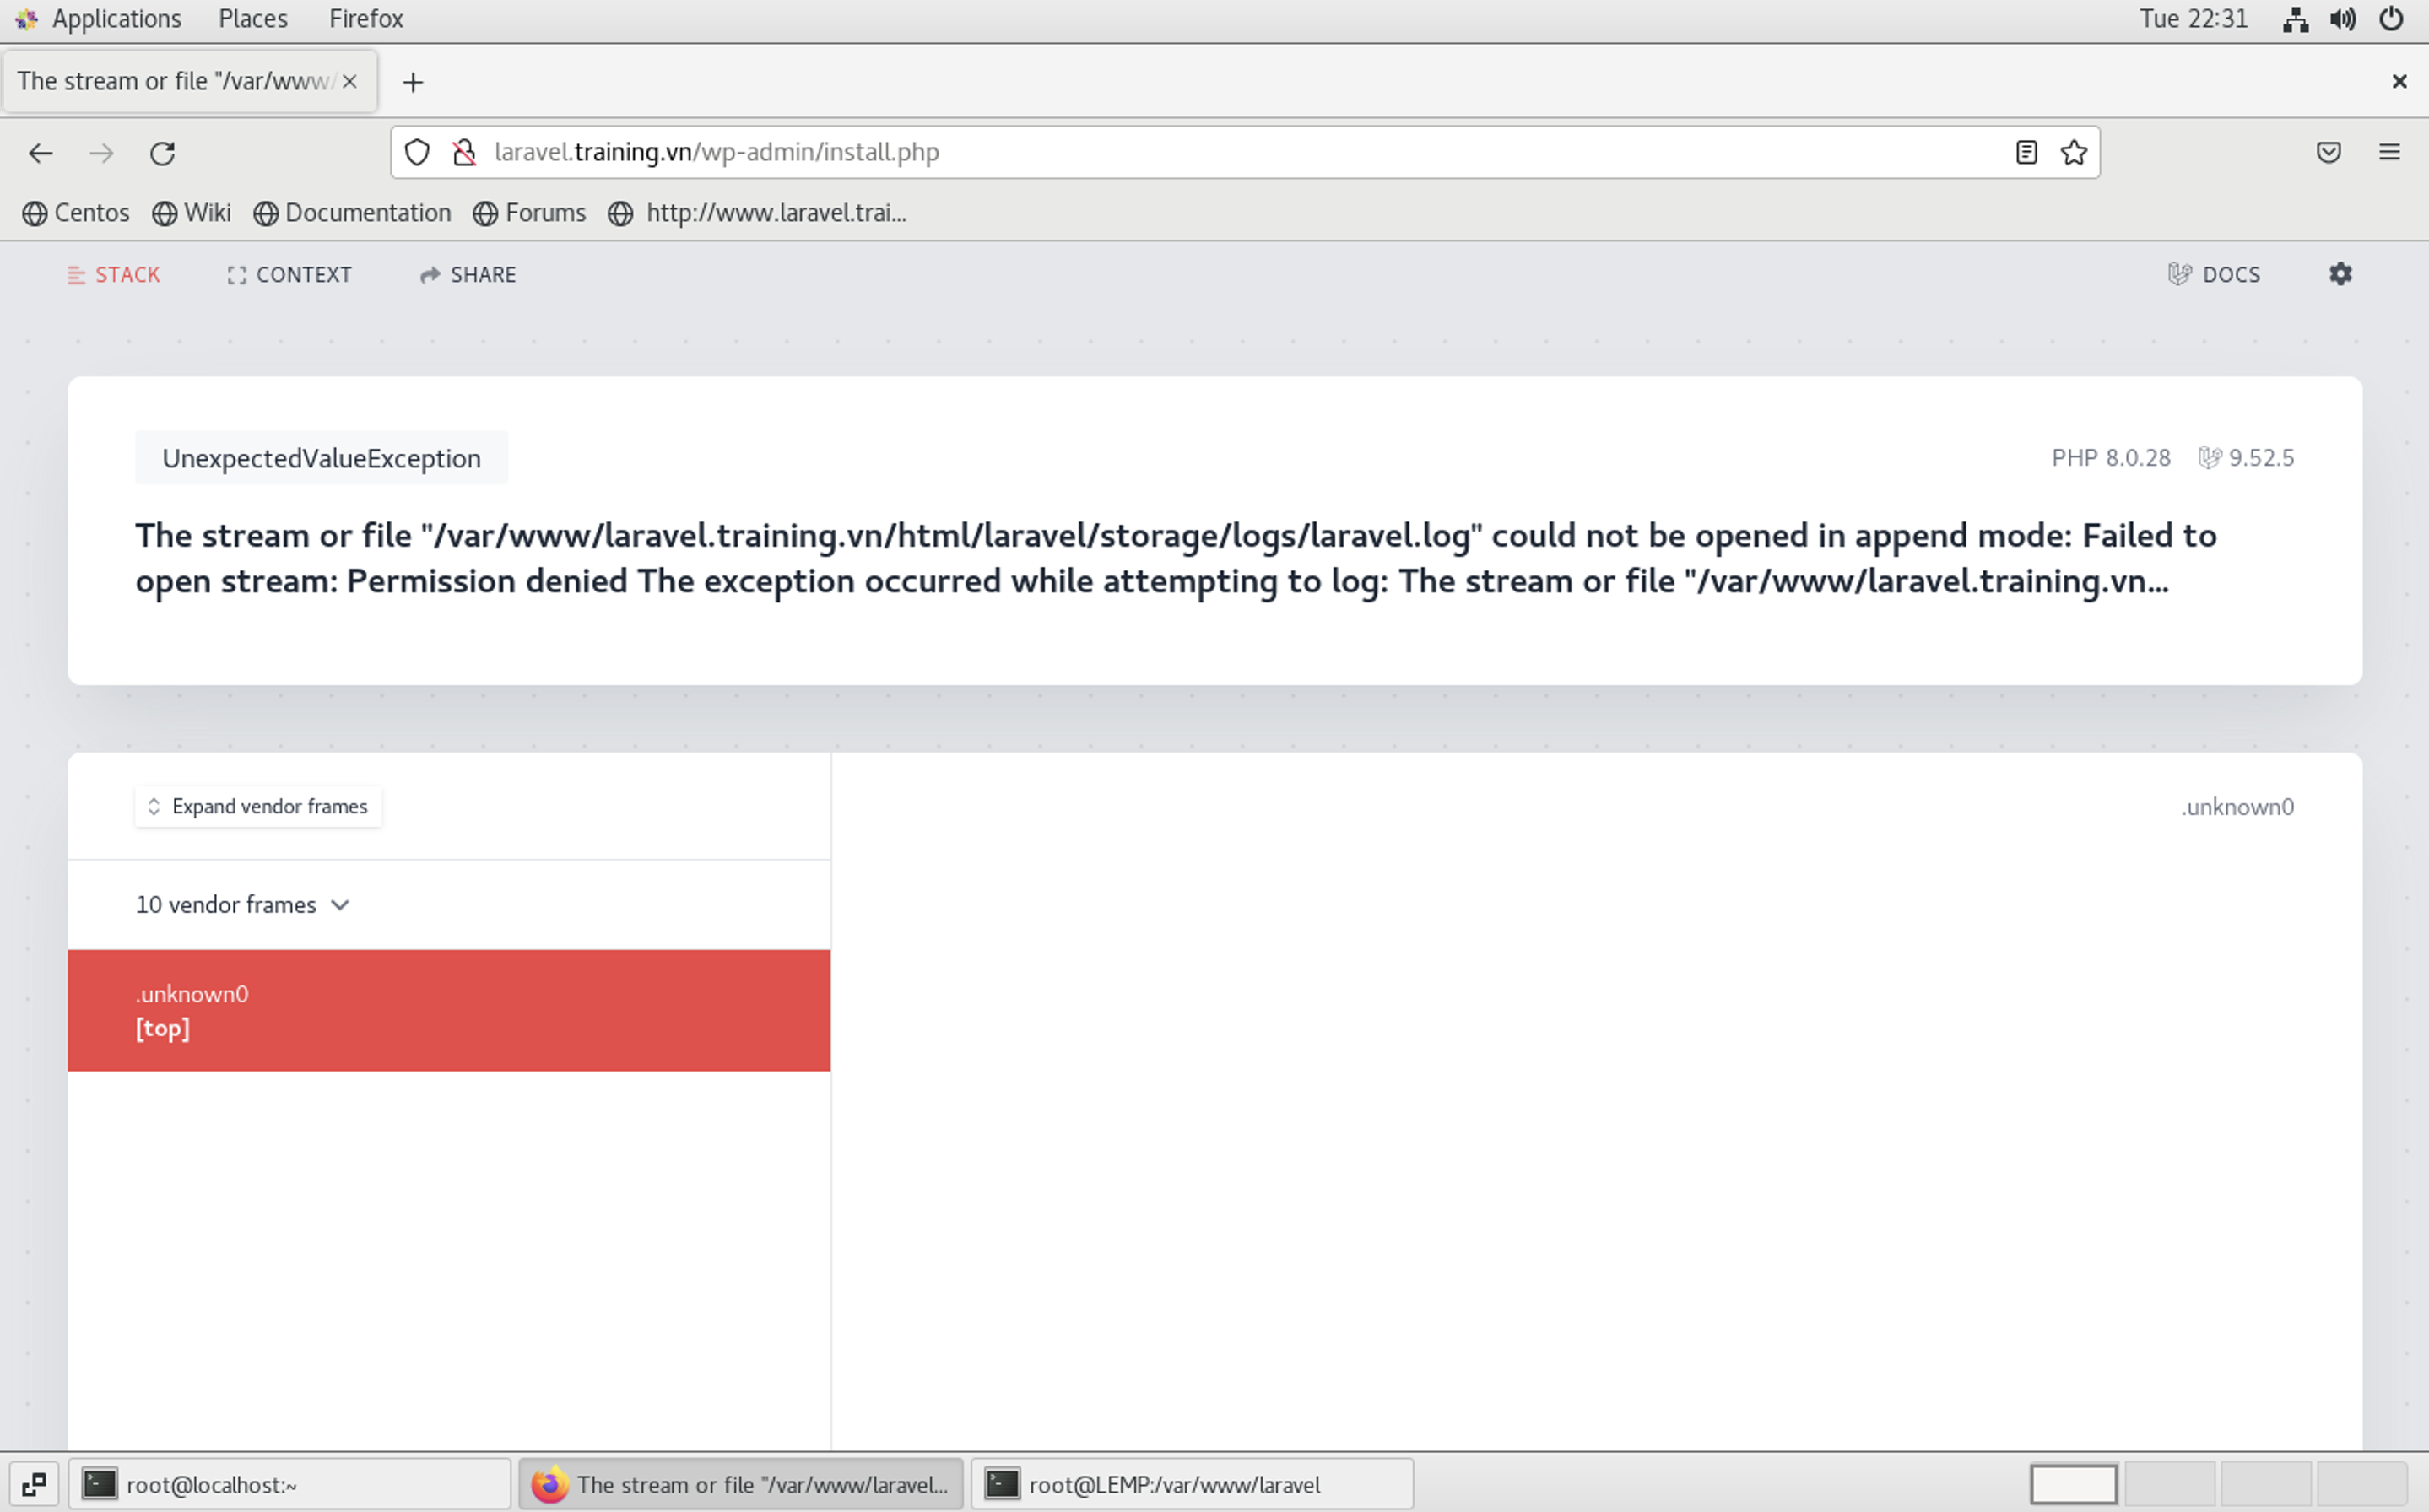 Applications Places Firefox Tue 22:31
The stream or file "/var/www/
laravel.training.vn/wp-admin/install.php
Centos Wiki Documentation Forums http://www.laravel.trai...
STACK CONTEXT SHARE DOCS
UnexpectedValueException PHP 8.0.28 9.52.5
The stream or file "/var/www/laravel.training.vn/html/laravel/storage/logs/laravel.log" could not be opened in append mode: Failed to
open stream: Permission denied The exception occurred while attempting to log: The stream or file "/var/www/laravel.training.vn...
Expand vendor frames .unknown0
10 vendor frames
.unknown0
[top]
root@localhost:~ The stream or file "/var/www/laravel... root@LEMP:/var/www/laravel